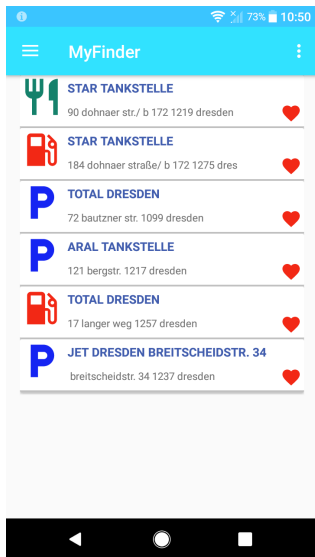 73% 10:50
MyFinder
STAR TANKSTELLE
90 dohnaer str./ b 172 1219 dresden
STAR TANKSTELLE
184 dohnaer straße/ b 172 1275 dres
P TOTAL DRESDEN
72 bautzner str. 1099 dresden
P ARAL TANKSTELLE
121 bergstr. 1217 dresden
TOTAL DRESDEN
17 langer weg 1257 dresden
P JET DRESDEN BREITSCHEIDSTR. 34
breitscheidstr. 34 1237 dresden